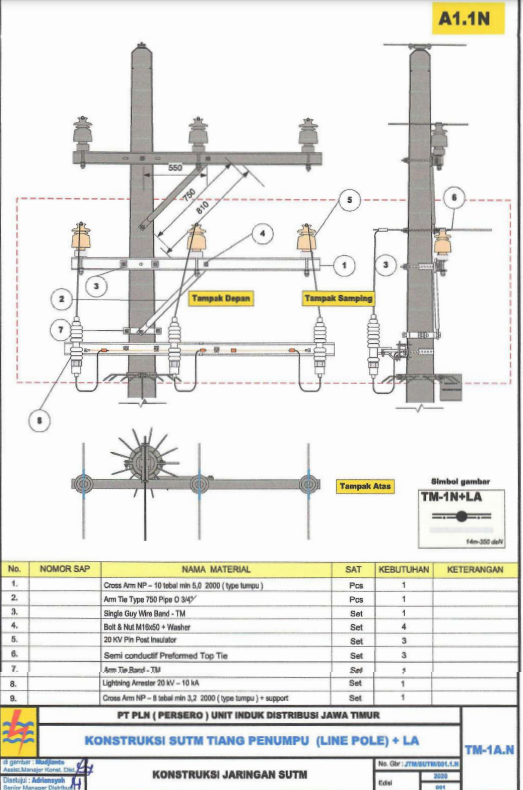 A1.1N
550
750
810
5
6
4
3
1
3
2
Tampak Depan
Tampak Samping
7
8
Tampak Atas
Simbol gambar
TM-1N+LA
14m-350 daN
No. NOMOR SAP NAMA MATERIAL SAT KEBUTUHAN KETERANGAN
1. Cross Arm NP – 10 tebal min 5,0 2000 ( type tumpu ) Pcs 1
2. Arm Tie Type 750 Pipe O 3/4" Pcs 1
3. Single Guy Wire Band - TM Set 1
4. Bolt & Nut M16x50 + Washer Set 4
5. 20 KV Pin Post Insulator Set 3
6. Semi conductif Preformed Top Tie Set 3
7. Arm Tie Band - TM Set
8. Lightning Arrester 20 kV – 10 kA Set 1
9. Cross Arm NP – 8 tebal min 3,2 2000 ( type tumpu ) + support Set 1
PT PLN ( PERSERO ) UNIT INDUK DISTRIBUSI JAWA TIMUR
KONSTRUKSI SUTM TIANG PENUMPU (LINE POLE) + LA
TM-1A.N
di gambar : Mudjianto
Assist.Manajer Konst. Dist
Disetujui : Adriansyah
Senior Manager Distribusi
KONSTRUKSI JARINGAN SUTM
No. Gbr : JTM/SUTM/001.1.N
2020
Edisi
001